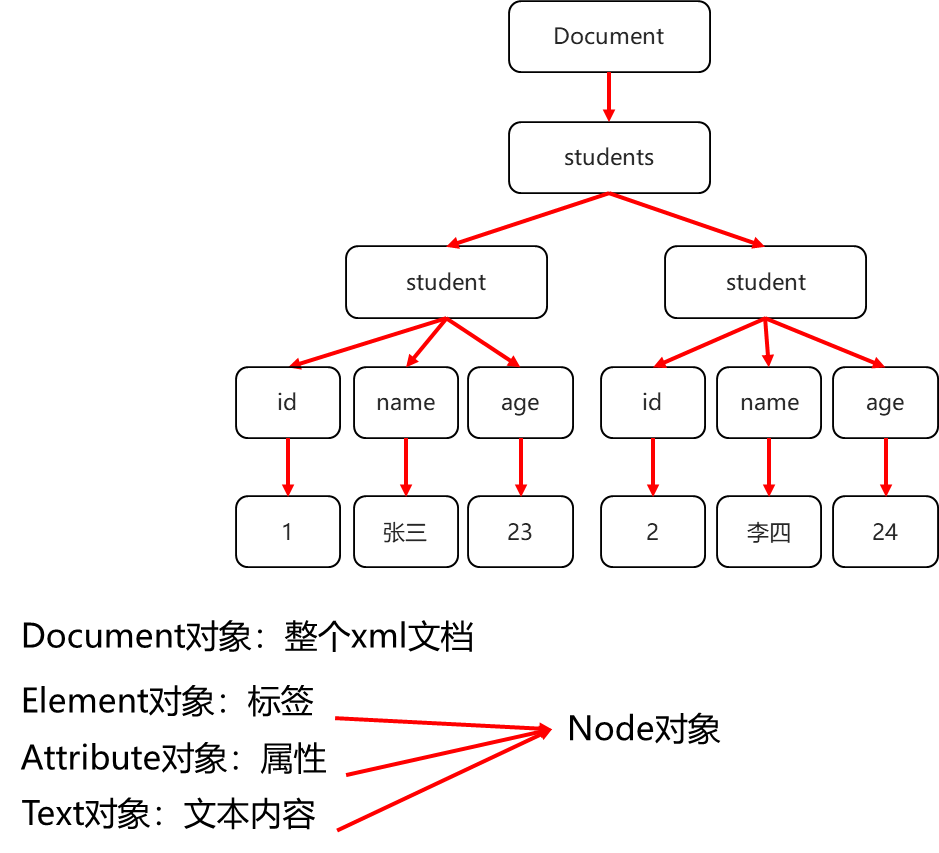 Document
students
student student
id name age id name age
1 张三 23 2 李四 24
Document对象：整个xml文档
Element对象：标签
Node对象
Attribute对象：属性
Text对象：文本内容